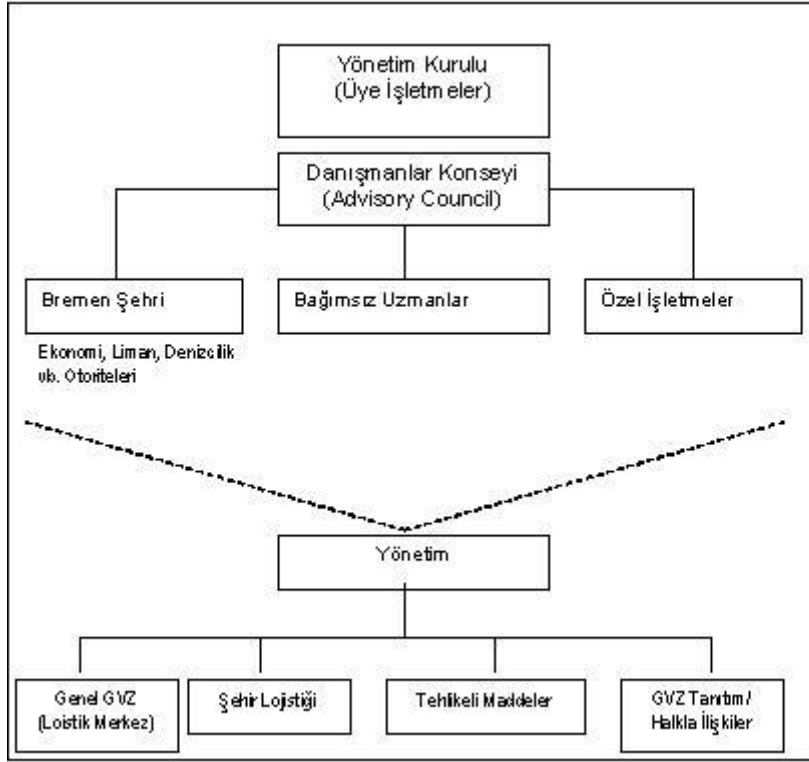 Yönetim Kurulu
(Üye İşletmeler)
Danışmanlar Konseyi
(Advisory Council)
Bremen Şehri
Bağımsız Uzmanlar
Özel İşletmeler
Ekonomi, Liman, Denizcilik
vb. Otoriteleri
Yönetim
Genel GVZ
(Loistik Merkez)
Şehir Lojistiği
Tehlikeli Maddeler
GVZ Tanıtım/
Halkla İlişkiler